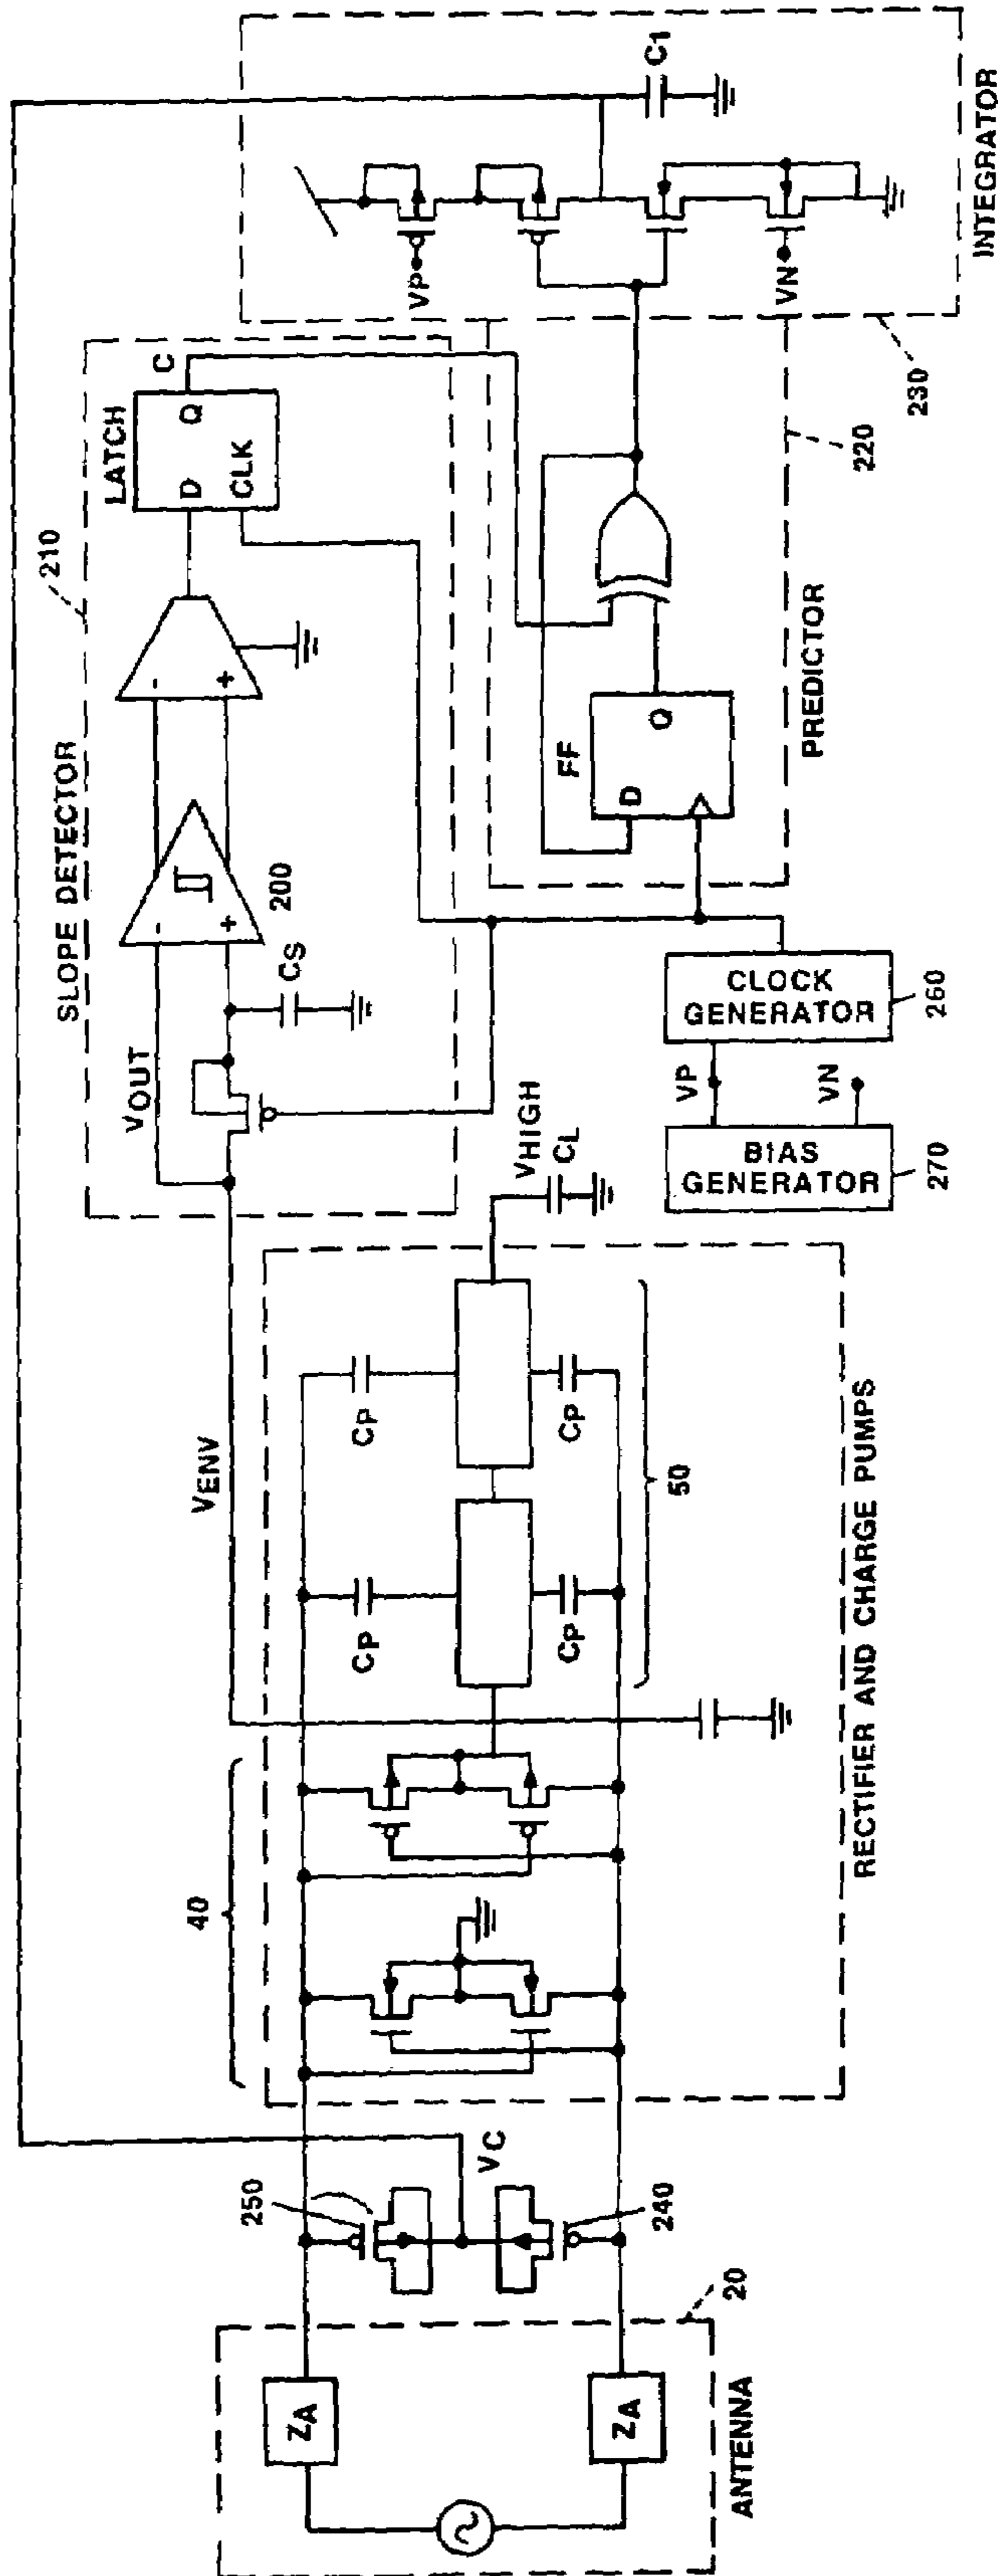 ANTENNA
20
ZA
ZA
250
240
VC
RECTIFIER AND CHARGE PUMPS
40
50
CP
CP
CP
CP
VENV
VHIGH
CL
SLOPE DETECTOR
210
VOUT
CS
-
+
200
-
+
LATCH
D
Q
CLK
C
PREDICTOR
220
FF
D
Q
CLOCK
GENERATOR
260
VP
VN
BIAS
GENERATOR
270
INTEGRATOR
230
VP
VN
C1